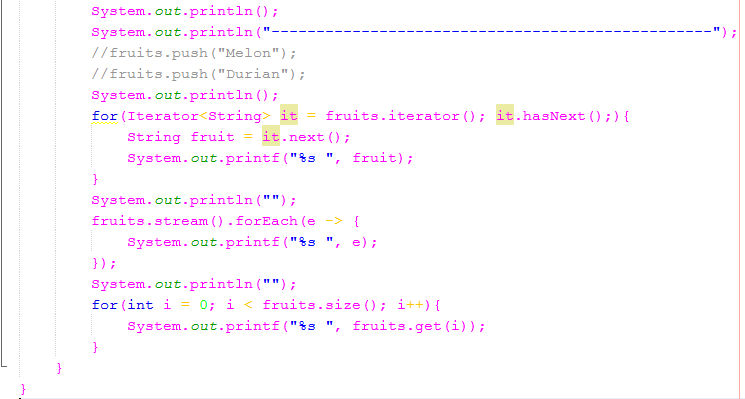 System.out.println();
System.out.println("-------------------------------------------------");
//fruits.push("Melon");
//fruits.push("Durian");
System.out.println();
for(Iterator<String> it = fruits.iterator(); it.hasNext();){
    String fruit = it.next();
    System.out.printf("%s ", fruit);
}
System.out.println("");
fruits.stream().forEach(e -> {
    System.out.printf("%s ", e);
});
System.out.println("");
for(int i = 0; i < fruits.size(); i++){
    System.out.printf("%s ", fruits.get(i));
}
}
}